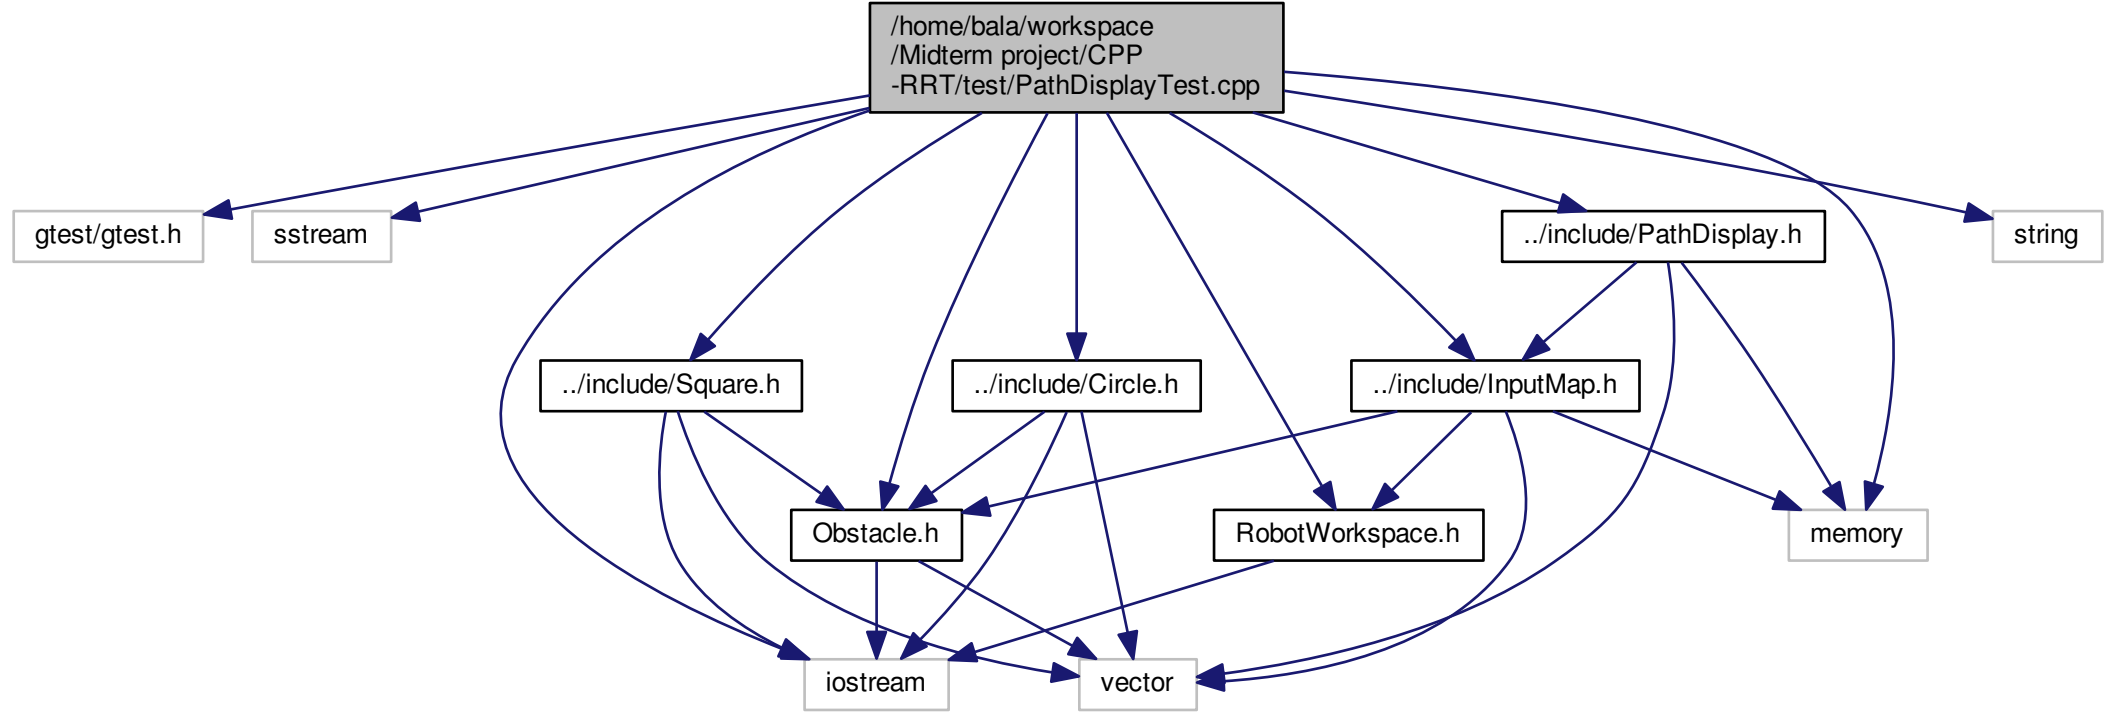 /home/bala/workspace
/Midterm project/CPP
-RRT/test/PathDisplayTest.cpp
gtest/gtest.h
sstream
../include/PathDisplay.h
string
../include/Square.h
../include/Circle.h
../include/InputMap.h
Obstacle.h
RobotWorkspace.h
memory
iostream
vector